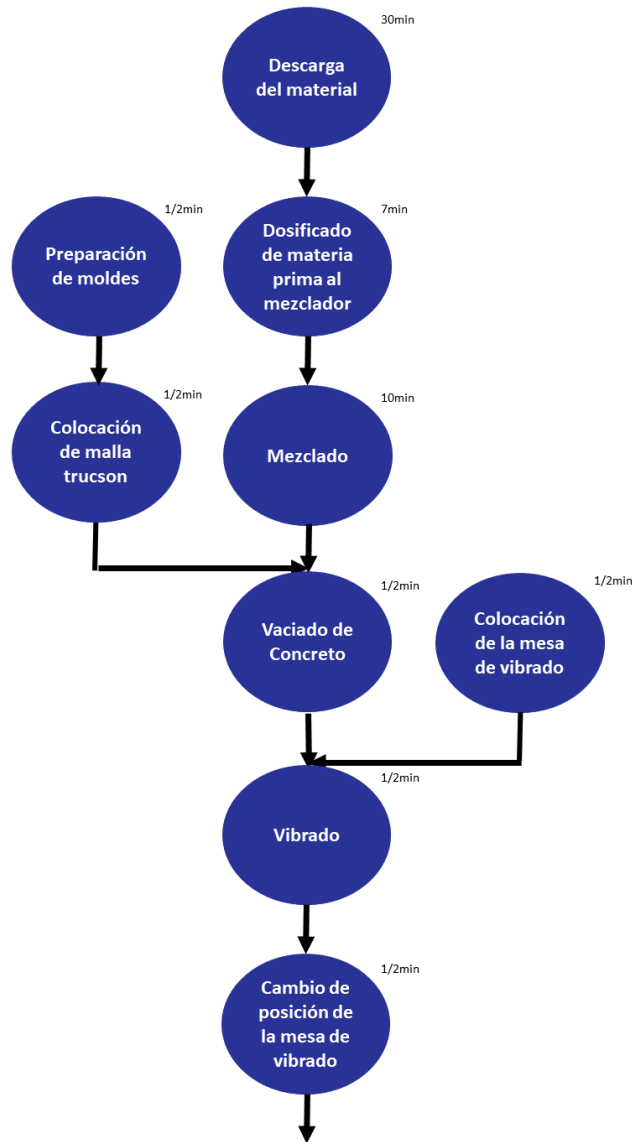 30min
Descarga
del material
1/2min
Preparación
de moldes
7min
Dosificado
de materia
prima al
mezclador
1/2min
Colocación
de malla
trucson
10min
Mezclado
1/2min
Vaciado de
Concreto
1/2min
Colocación
de la mesa
de vibrado
1/2min
Vibrado
1/2min
Cambio de
posición de
la mesa de
vibrado